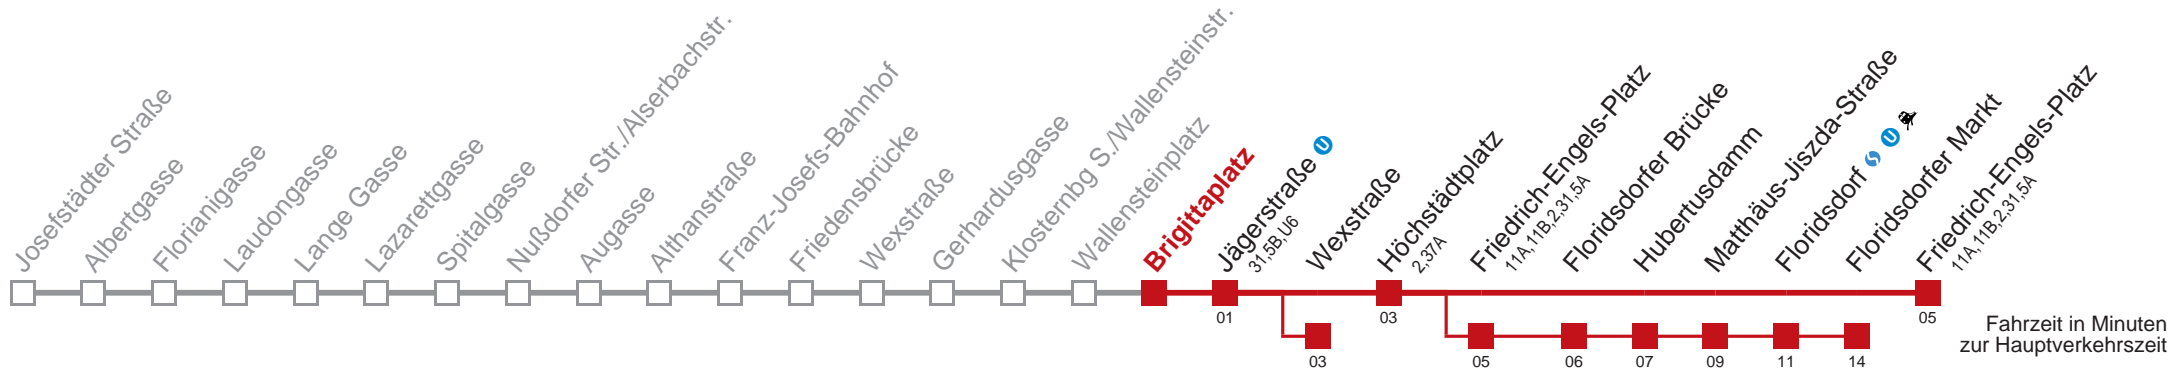 Josefstädter Straße
Albertgasse
Florianigasse
Laudongasse
Lange Gasse
Lazarettgasse
Spitalgasse
Nußdorfer Str./Alserbachstr.
Augasse
Althanstraße
Franz-Josefs-Bahnhof
Friedensbrücke
Wexstraße
Gerhardusgasse
Klosternbg S./Wallensteinstr.
Wallensteinplatz
Brigittaplatz
Jägerstraße U
31,5B,U6
Wexstraße
Höchstädtplatz
2,37A
Friedrich-Engels-Platz
11A,11B,2,31,5A
Floridsdorfer Brücke
Hubertusdamm
Matthäus-Jiszda-Straße
Floridsdorf S U
Floridsdorfer Markt
Friedrich-Engels-Platz
11A,11B,2,31,5A
01
03
05
03
05
06
07
09
11
14
Fahrzeit in Minuten
zur Hauptverkehrszeit